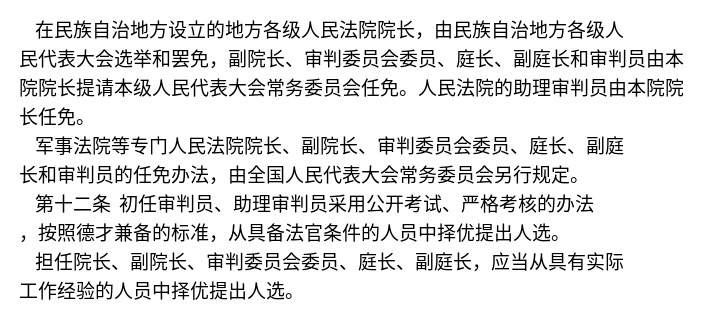 在民族自治地方设立的地方各级人民法院院长，由民族自治地方各级人
民代表大会选举和罢免，副院长、审判委员会委员、庭长、副庭长和审判员由本
院院长提请本级人民代表大会常务委员会任免。人民法院的助理审判员由本院院
长任免。
军事法院等专门人民法院院长、副院长、审判委员会委员、庭长、副庭
长和审判员的任免办法，由全国人民代表大会常务委员会另行规定。
第十二条 初任审判员、助理审判员采用公开考试、严格考核的办法
，按照德才兼备的标准，从具备法官条件的人员中择优提出人选。
担任院长、副院长、审判委员会委员、庭长、副庭长，应当从具有实际
工作经验的人员中择优提出人选。